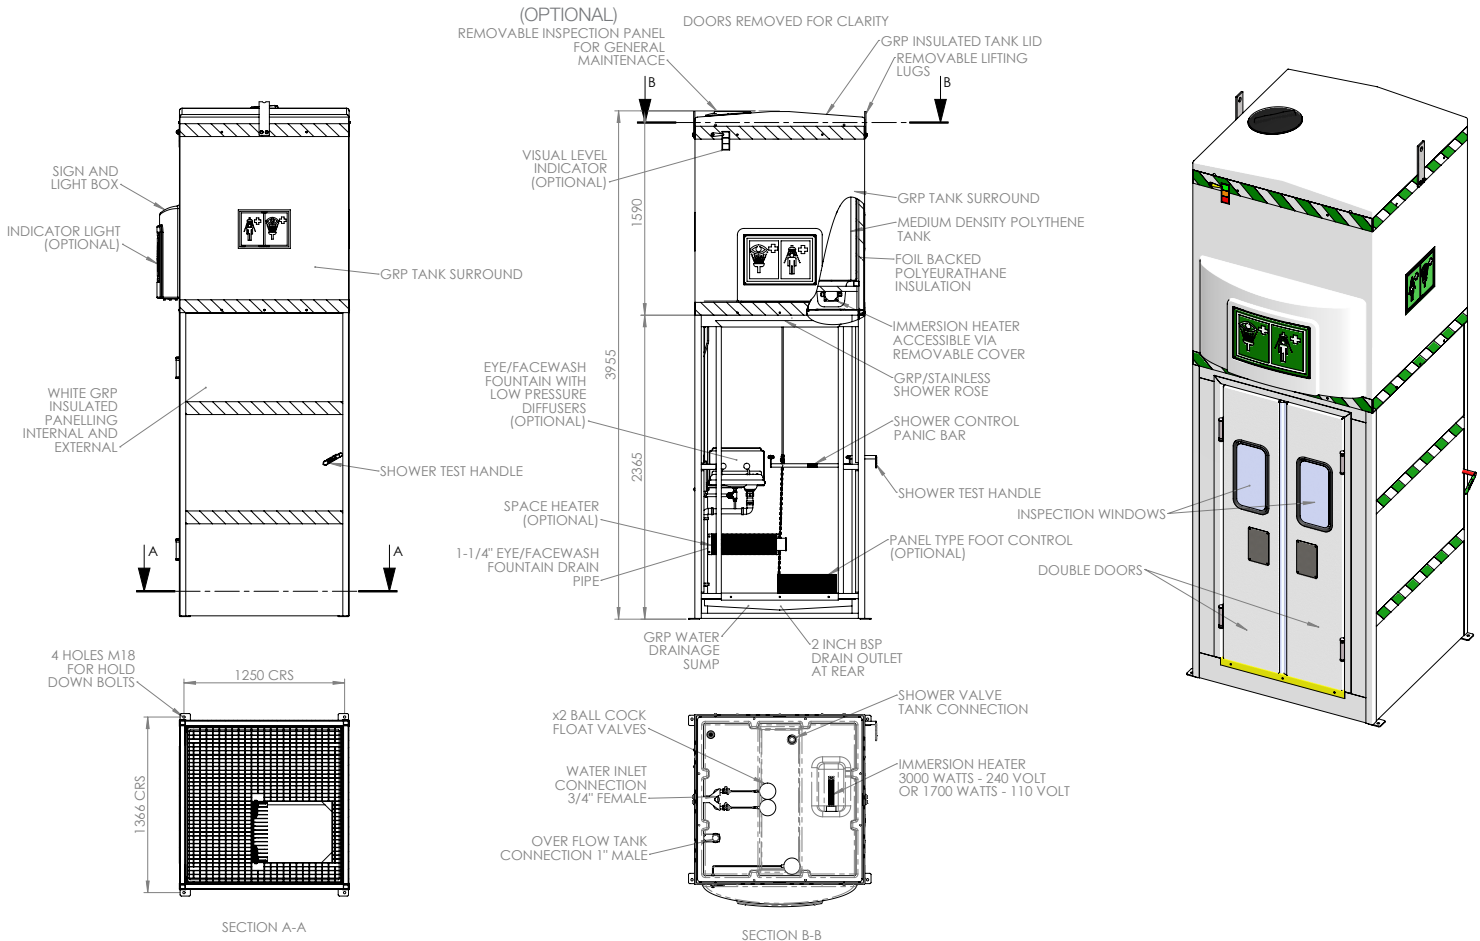 (OPTIONAL)
REMOVABLE INSPECTION PANEL
FOR GENERAL
MAINTENACE
DOORS REMOVED FOR CLARITY
GRP INSULATED TANK LID
REMOVABLE LIFTING
LUGS
B
B
SIGN AND
LIGHT BOX
INDICATOR LIGHT
(OPTIONAL)
GRP TANK SURROUND
WHITE GRP
INSULATED
PANELLING
INTERNAL AND
EXTERNAL
SHOWER TEST HANDLE
A
A
VISUAL LEVEL
INDICATOR
(OPTIONAL)
1590
3955
2365
GRP TANK SURROUND
MEDIUM DENSITY POLYTHENE
TANK
FOIL BACKED
POLYEURATHANE
INSULATION
IMMERSION HEATER
ACCESSIBLE VIA
REMOVABLE COVER
GRP/STAINLESS
SHOWER ROSE
EYE/FACEWASH
FOUNTAIN WITH
LOW PRESSURE
DIFFUSERS
(OPTIONAL)
SHOWER CONTROL
PANIC BAR
SHOWER TEST HANDLE
SPACE HEATER
(OPTIONAL)
1-1/4" EYE/FACEWASH
FOUNTAIN DRAIN
PIPE
PANEL TYPE FOOT CONTROL
(OPTIONAL)
GRP WATER
DRAINAGE
SUMP
2 INCH BSP
DRAIN OUTLET
AT REAR
INSPECTION WINDOWS
DOUBLE DOORS
4 HOLES M18
FOR HOLD
DOWN BOLTS
1250 CRS
1366 CRS
SECTION A-A
x2 BALL COCK
FLOAT VALVES
WATER INLET
CONNECTION
3/4" FEMALE
OVER FLOW TANK
CONNECTION 1" MALE
SHOWER VALVE
TANK CONNECTION
IMMERSION HEATER
3000 WATTS - 240 VOLT
OR 1700 WATTS - 110 VOLT
SECTION B-B